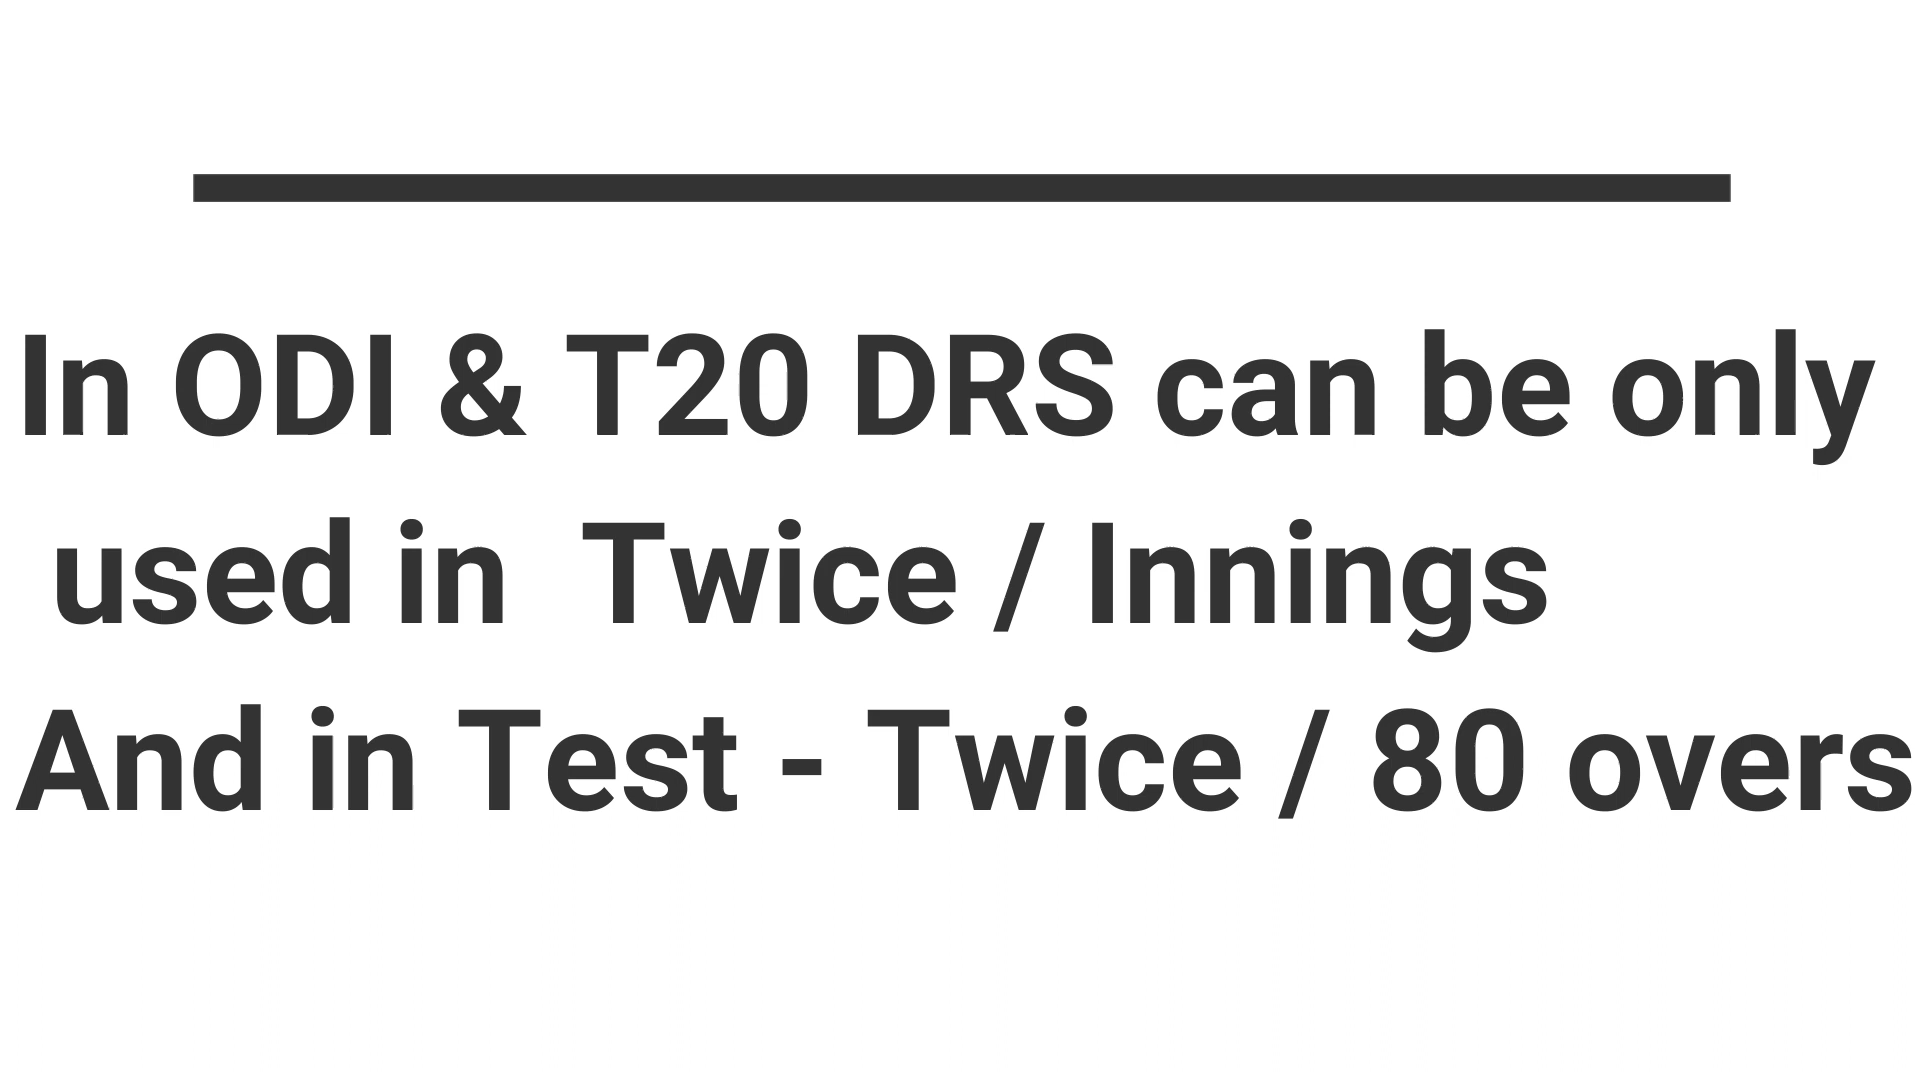 In ODI & T20 DRS can be only
used in  Twice / Innings
And in Test - Twice / 80 overs